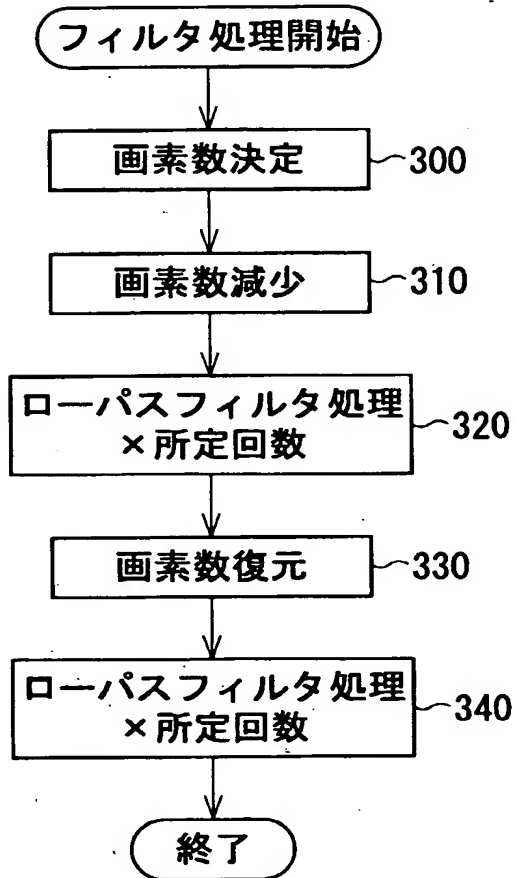 フィルタ処理開始
画素数決定
300
画素数減少
310
ローパスフィルタ処理
×所定回数
320
画素数復元
330
ローパスフィルタ処理
×所定回数
340
終了